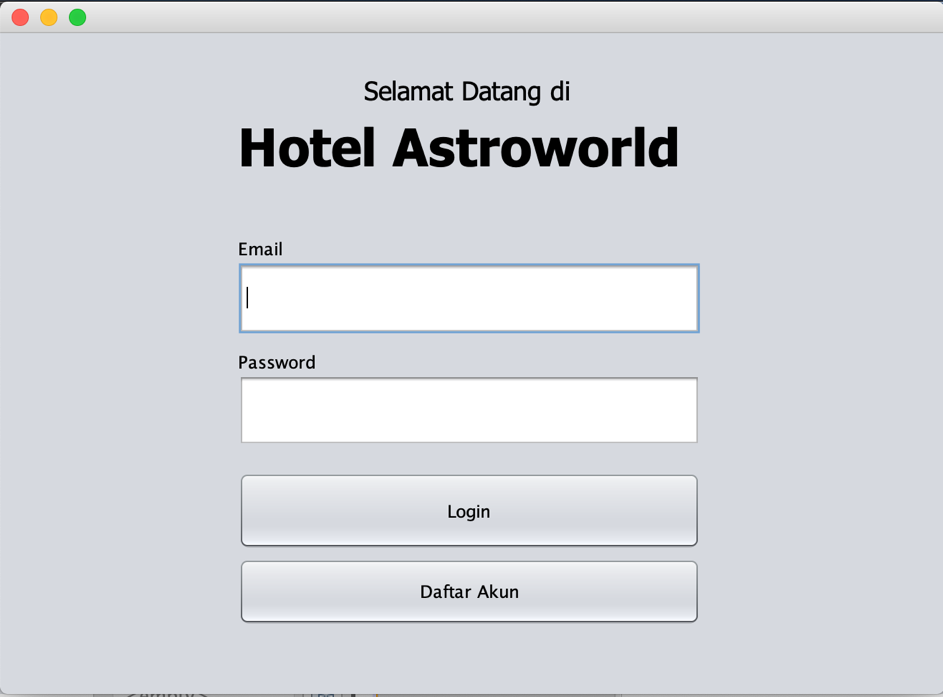 Selamat Datang di
Hotel Astroworld
Email
Password
Login
Daftar Akun